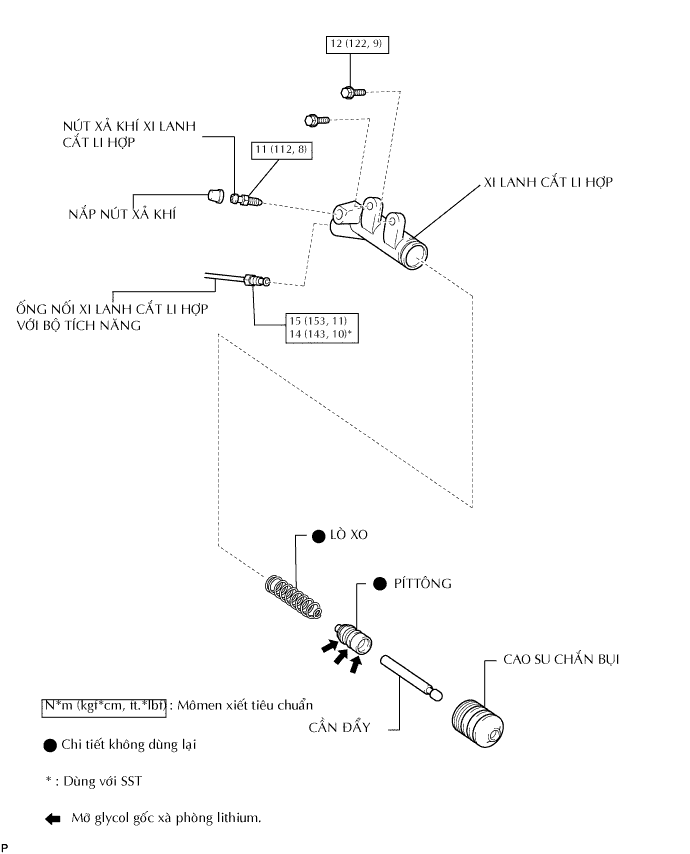 12 (122, 9)
NÚT XẢ KHÍ XI LANH
CẮT LI HỢP
11 (112, 8)
XI LANH CẮT LI HỢP
NẮP NÚT XẢ KHÍ
ỐNG NỐI XI LANH CẮT LI HỢP
VỚI BỘ TÍCH NĂNG
15 (153, 11)
14 (143, 10)*
LÒ XO
PÍTTÔNG
CAO SU CHẮN BỤI
CẦN ĐẨY
N*m (kgf*cm, ft.*lbf) : Mômen xiết tiêu chuẩn
Chi tiết không dùng lại
* : Dùng với SST
Mỡ glycol gốc xà phòng lithium.
P